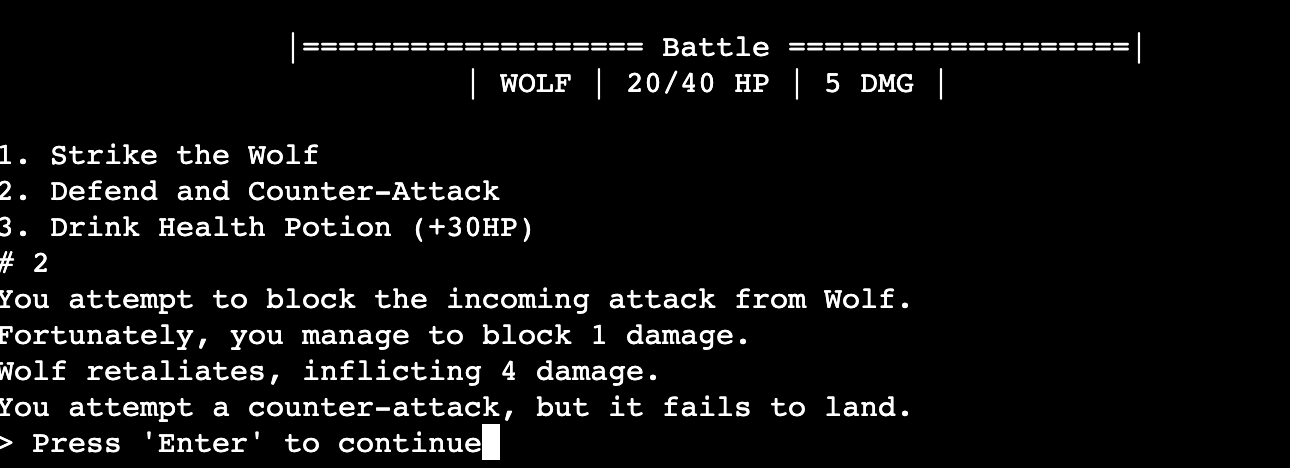 |=================== Battle ===================|
| WOLF | 20/40 HP | 5 DMG |
1. Strike the Wolf
2. Defend and Counter-Attack
3. Drink Health Potion (+30HP)
# 2
You attempt to block the incoming attack from Wolf.
Fortunately, you manage to block 1 damage.
Wolf retaliates, inflicting 4 damage.
You attempt a counter-attack, but it fails to land.
> Press 'Enter' to continue